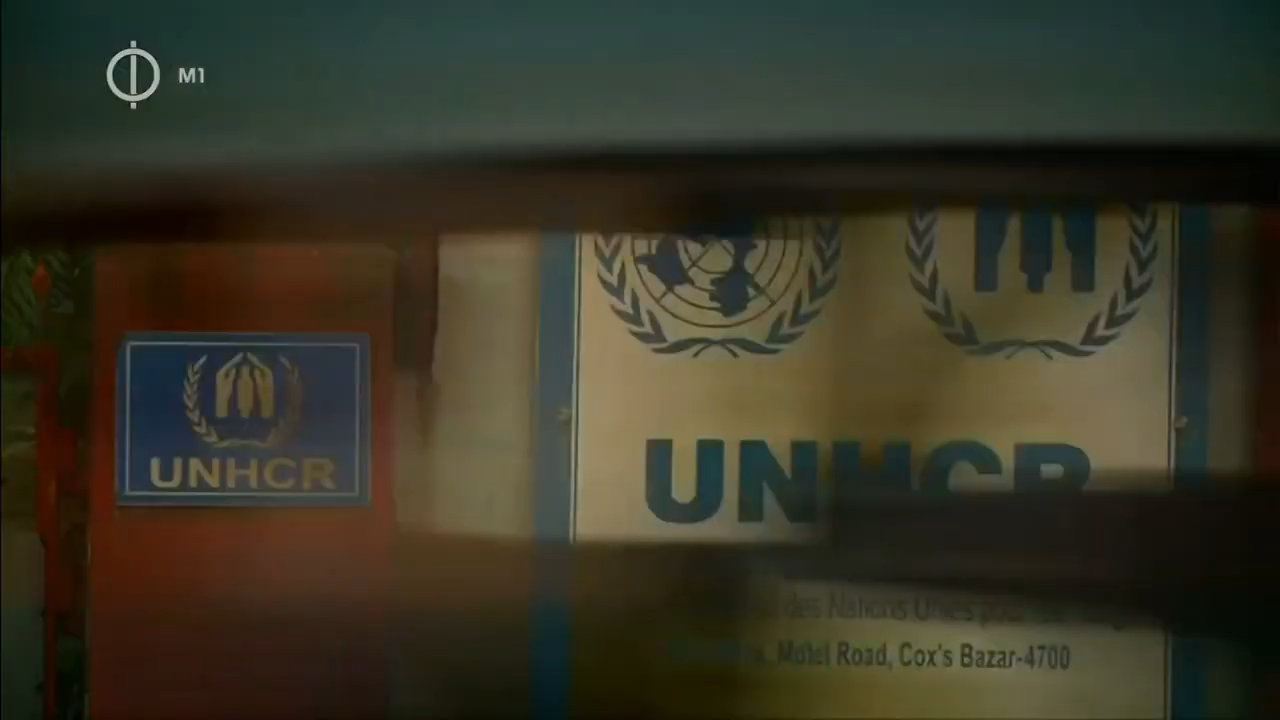 M1
UNHCR
UNHCR
des Nations Unies
Motel Road, Cox's Bazar-4700